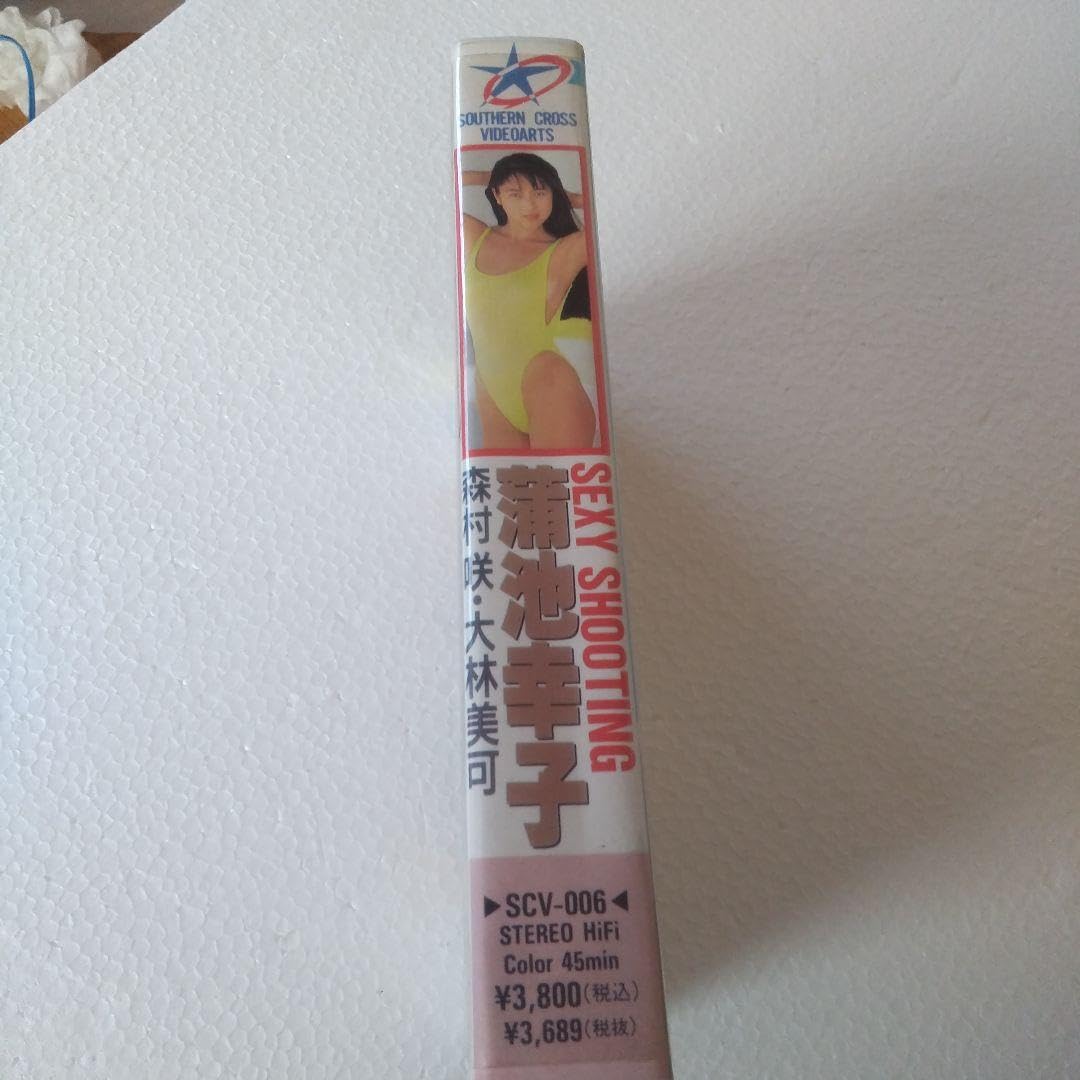 SOUTHERN CROSS
VIDEOARTS
SEXY SHOOTING
蒲池幸子
森村咲・大林美可
▶SCV-006◀
STEREO HiFi
Color 45min
¥3,800(税込)
¥3,689(税抜)